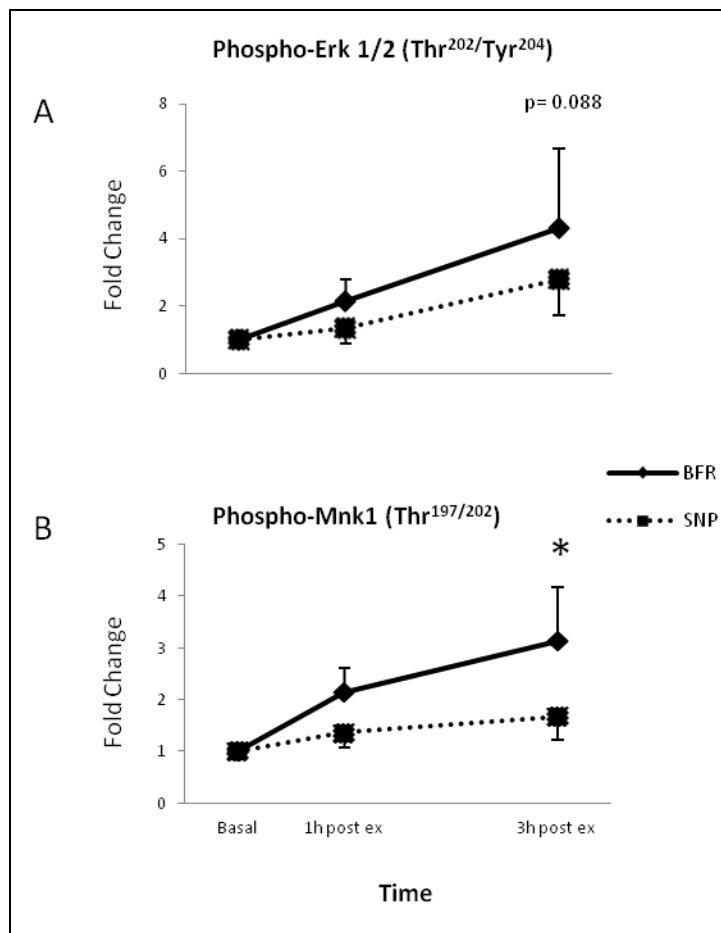 Phospho-Erk 1/2 (Thr²⁰²/Tyr²⁰⁴)
A
p= 0.088
8
6
4
2
0
Fold Change
BFR
SNP
B
Phospho-Mnk1 (Thr¹⁹⁷/²⁰²)
*
5
4
3
2
1
0
Fold Change
Basal 1h post ex 3h post ex
Time